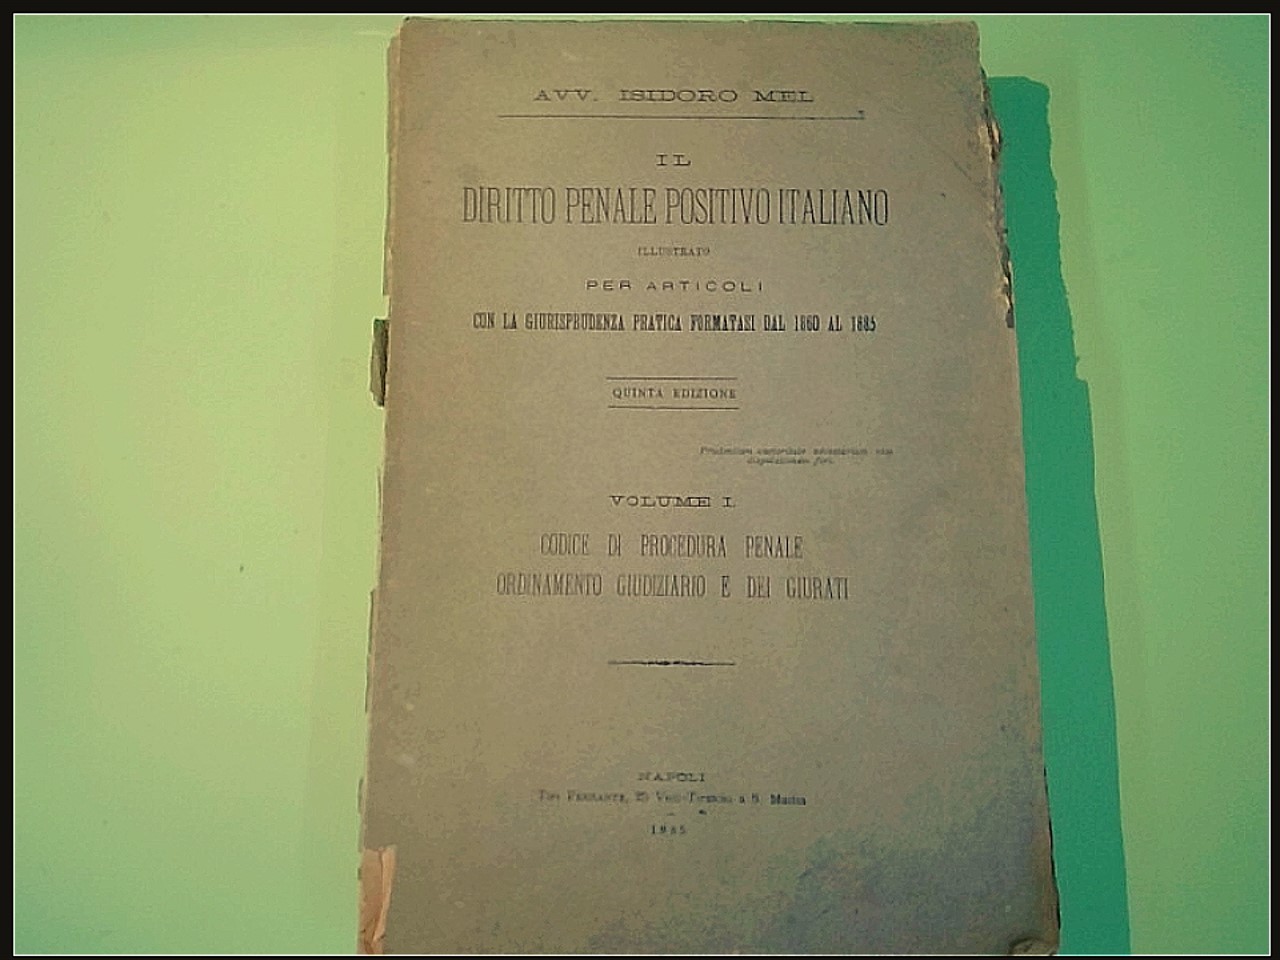 AVV. ISIDORO MEL
IL
DIRITTO PENALE POSITIVO ITALIANO
ILLUSTRATO
PER ARTICOLI
CON LA GIURISPRUDENZA PRATICA FORMATASI DAL 1860 AL 1885
QUINTA EDIZIONE
VOLUME I.
CODICE DI PROCEDURA PENALE
ORDINAMENTO GIUDIZIARIO E DEI GIURATI
NAPOLI
1885